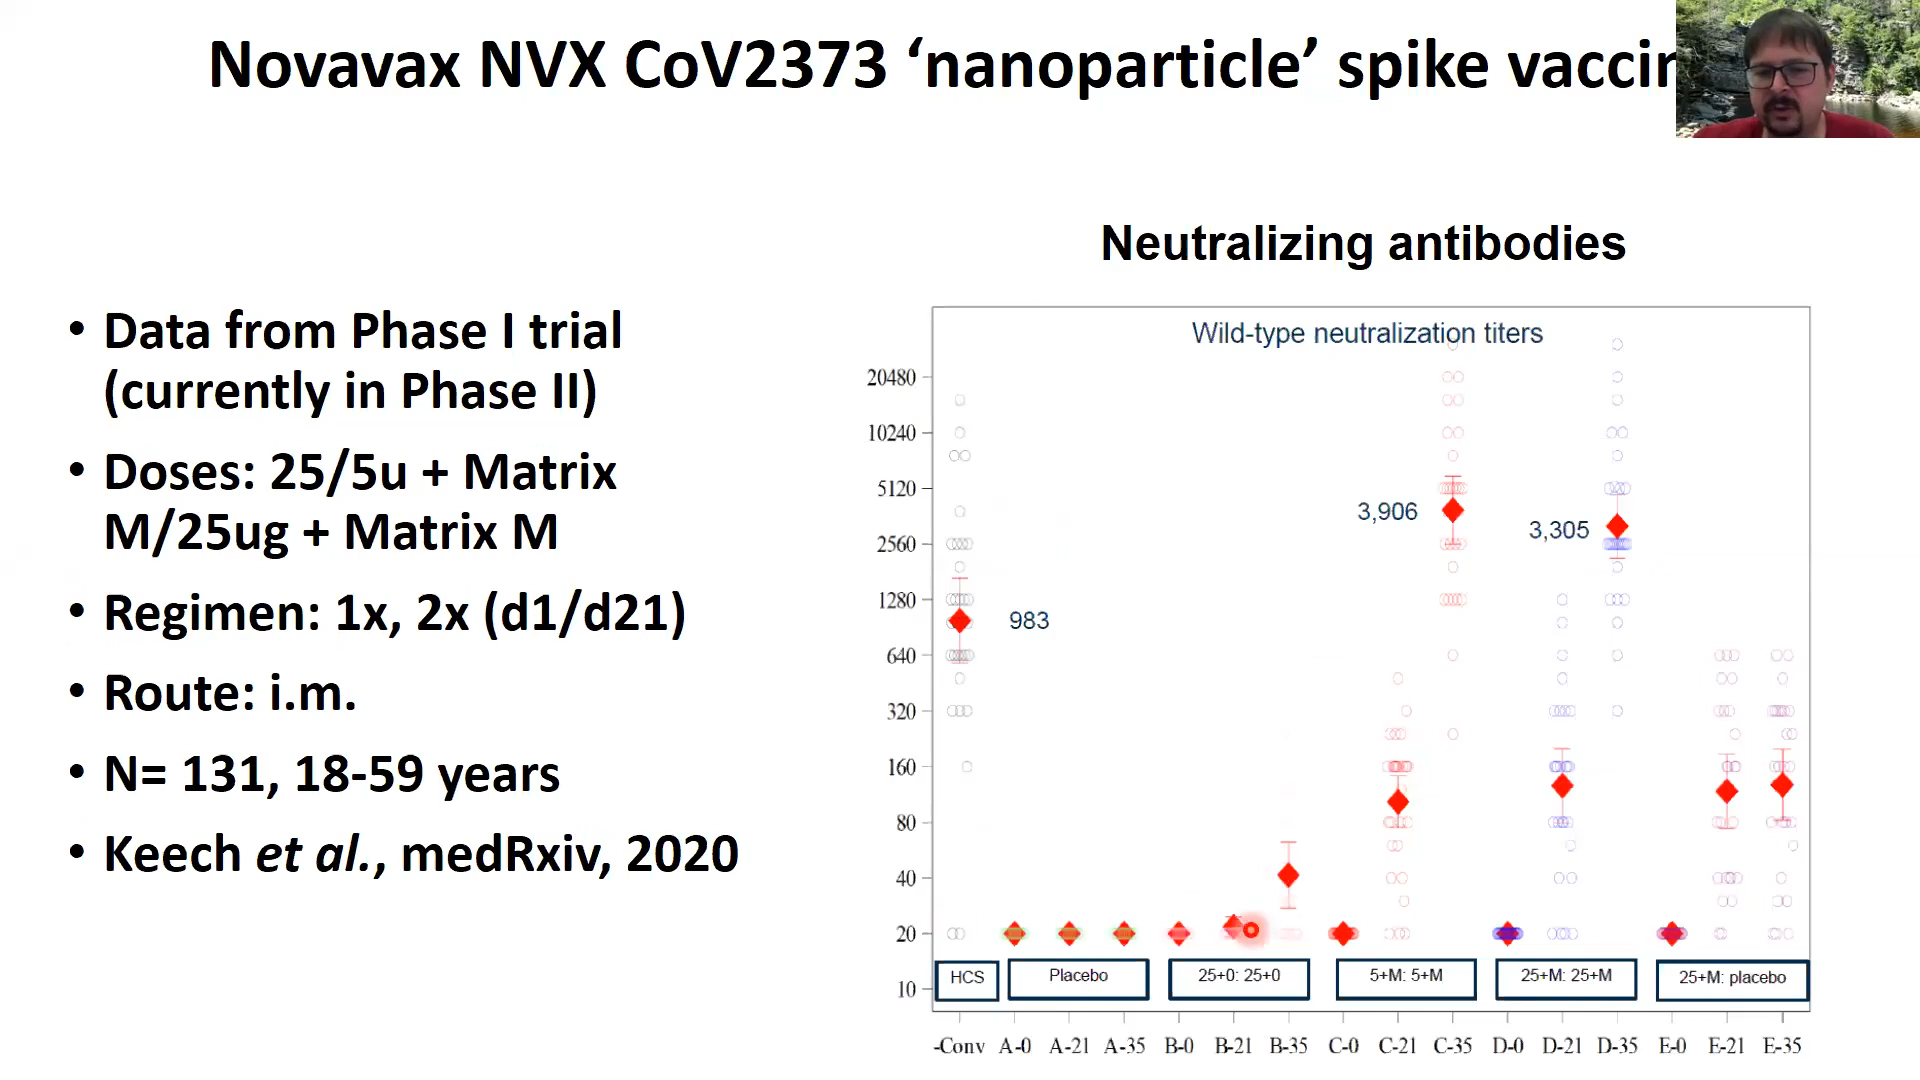 Novavax NVX CoV2373 ‘nanoparticle’ spike vaccin
Neutralizing antibodies
• Data from Phase I trial
(currently in Phase II)
• Doses: 25/5u + Matrix
M/25ug + Matrix M
• Regimen: 1x, 2x (d1/d21)
• Route: i.m.
• N= 131, 18-59 years
• Keech et al., medRxiv, 2020
Wild-type neutralization titers
20480
10240
5120
2560
1280
640
320
160
80
40
20
10
983
3,906
3,305
HCS
Placebo
25+0: 25+0
5+M: 5+M
25+M: 25+M
25+M: placebo
-Conv A-0 A-21 A-35 B-0 B-21 B-35 C-0 C-21 C-35 D-0 D-21 D-35 E-0 E-21 E-35